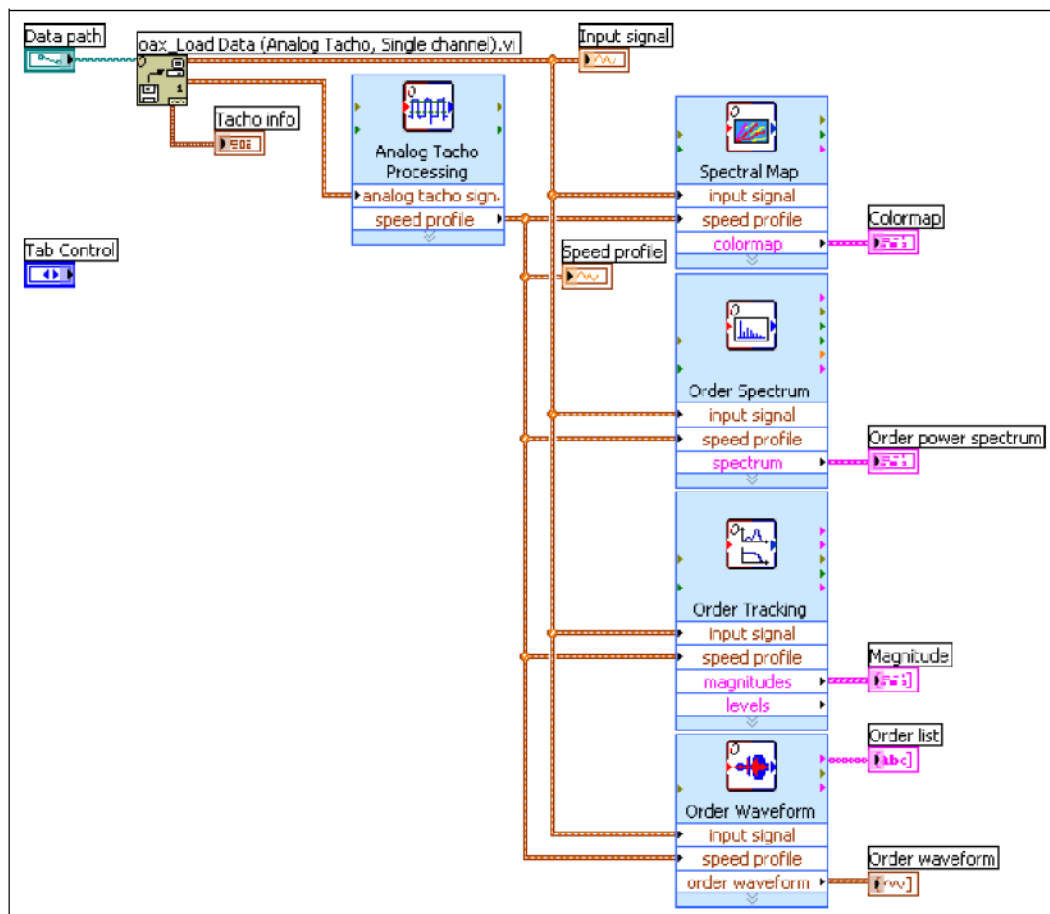 Data path
oax_Load Data (Analog Tacho, Single channel).vi
Input signal
1
Tacho info
Analog Tacho
Processing
analog tacho sign.
speed profile
Spectral Map
input signal
speed profile
colormap
Colormap
Tab Control
Speed profile
Order Spectrum
input signal
speed profile
spectrum
Order power spectrum
Order Tracking
input signal
speed profile
magnitudes
levels
Magnitude
Order list
abc
Order Waveform
input signal
speed profile
order waveform
Order waveform